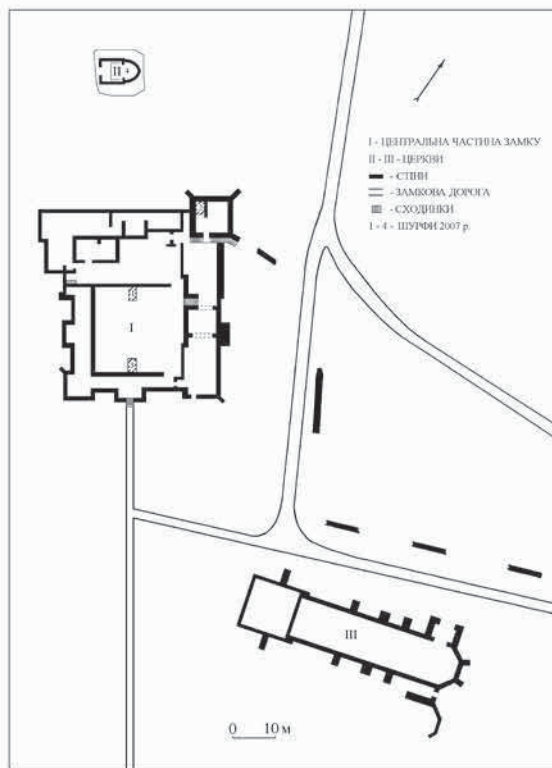 II
I - ЦЕНТРАЛЬНА ЧАСТИНА ЗАМКУ
II - III - ЦЕРКВИ
- СТІНИ
- ЗАМКОВА ДОРОГА
- СХОДИНКИ
1 - 4 - ШУРФИ 2007 р.
I
III
0 10 м